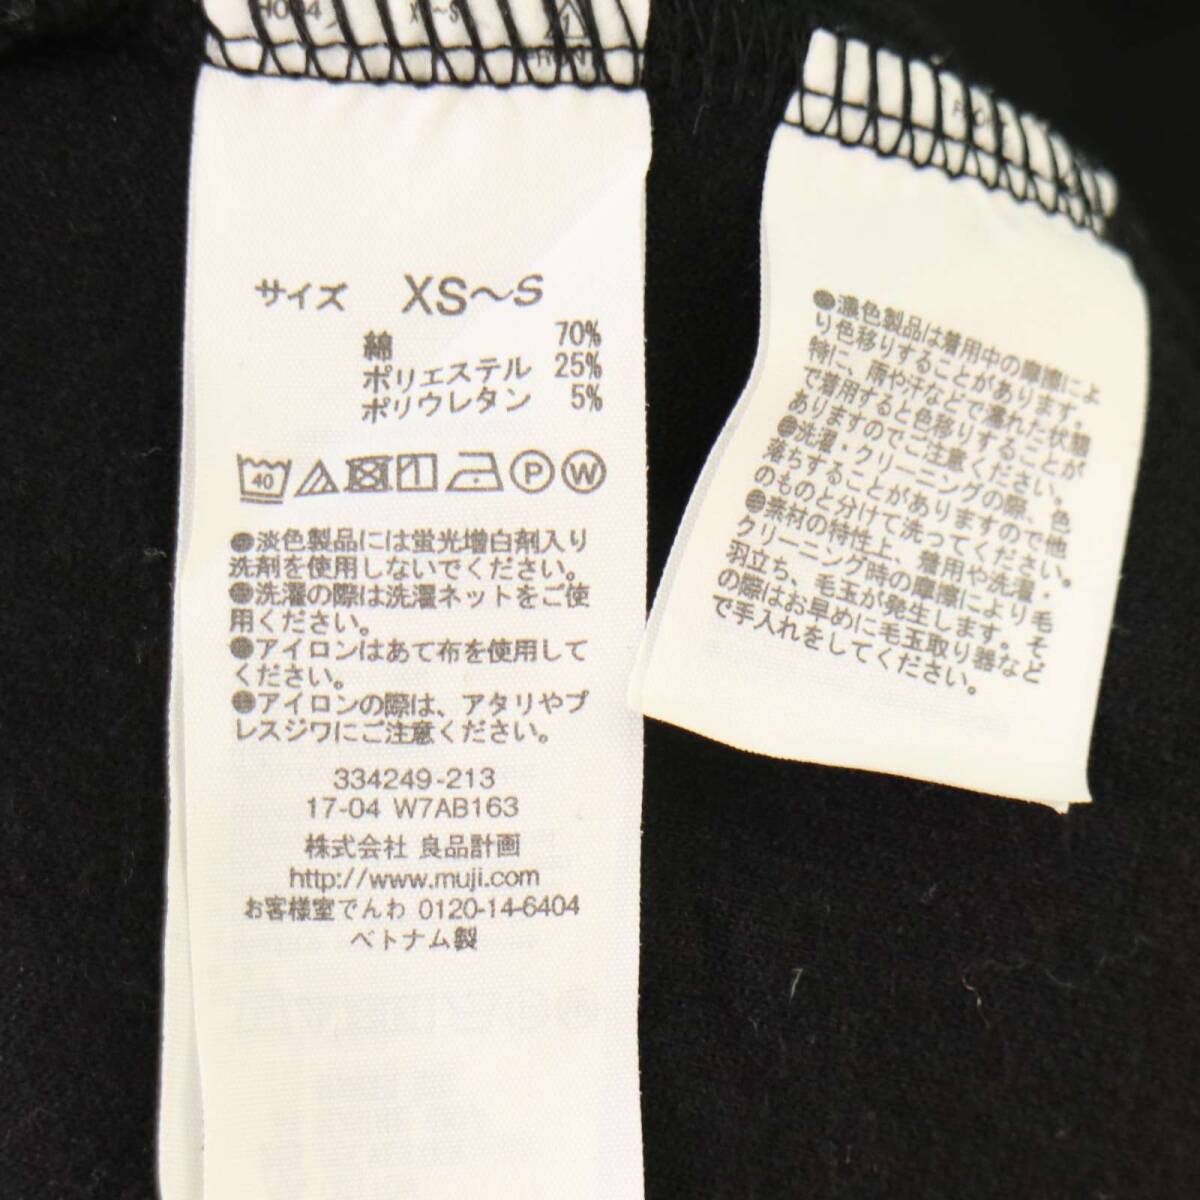 サイズ XS～S
綿 70%
ポリエステル 25%
ポリウレタン 5%
40 P W
●淡色製品には蛍光増白剤入り
洗剤を使用しないでください。
●洗濯の際は洗濯ネットをご使
用ください。
●アイロンはあて布を使用して
ください。
●アイロンの際は、アタリやプ
レスジワにご注意ください。
334249-213
17-04 W7AB163
株式会社 良品計画
http://www.muji.com
お客様室でんわ 0120-14-6404
ベトナム製
●濃色製品は着用中の摩擦によ
り色移りすることがあります。
特に、雨や汗などで濡れた状態
で着用すると色移りすることが
ありますのでご注意ください。
●洗濯・クリーニングの際、色
落ちすることがありますので他
のものと分けて洗ってください。
●素材の特性上、着用や洗濯・
クリーニング時の摩擦により毛
羽立ち、毛玉が発生します。そ
の際はお早めに毛玉取り器など
で手入れをしてください。